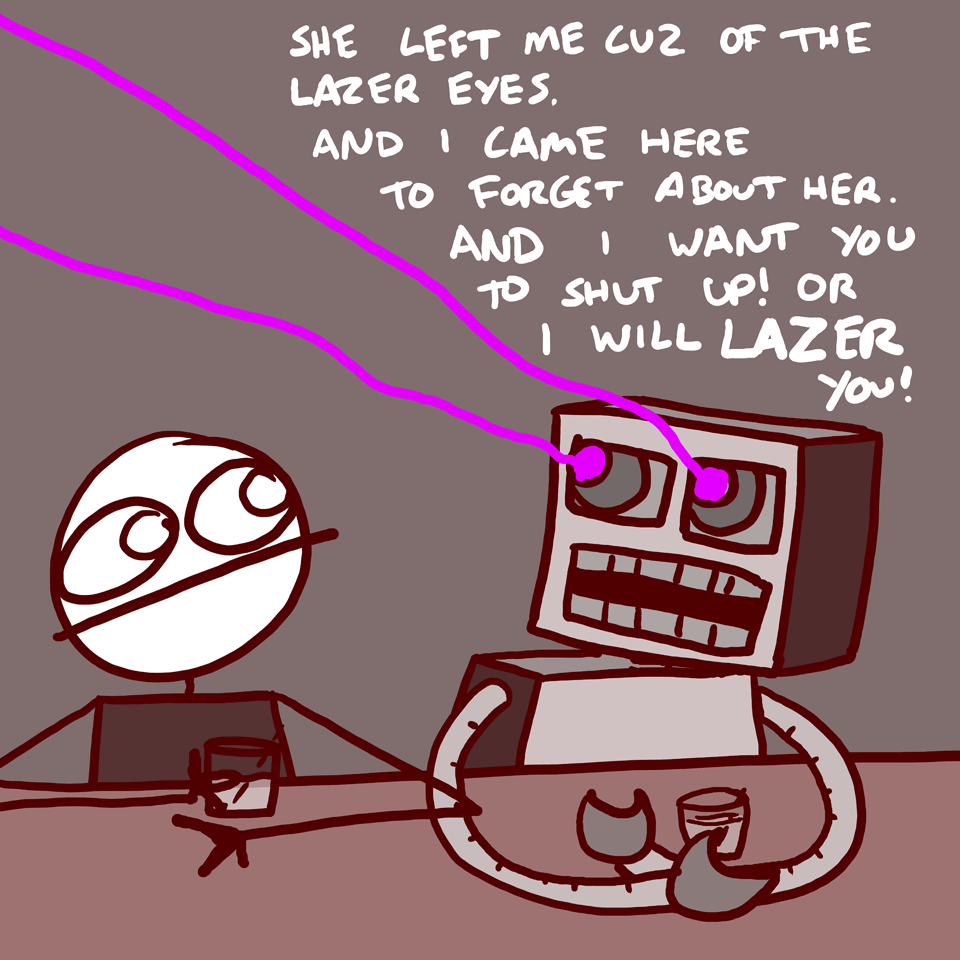 SHE LEFT ME CUZ OF THE
LAZER EYES.
AND I CAME HERE
TO FORGET ABOUT HER.
AND I WANT YOU
TO SHUT UP! OR
I WILL LAZER
YOU!